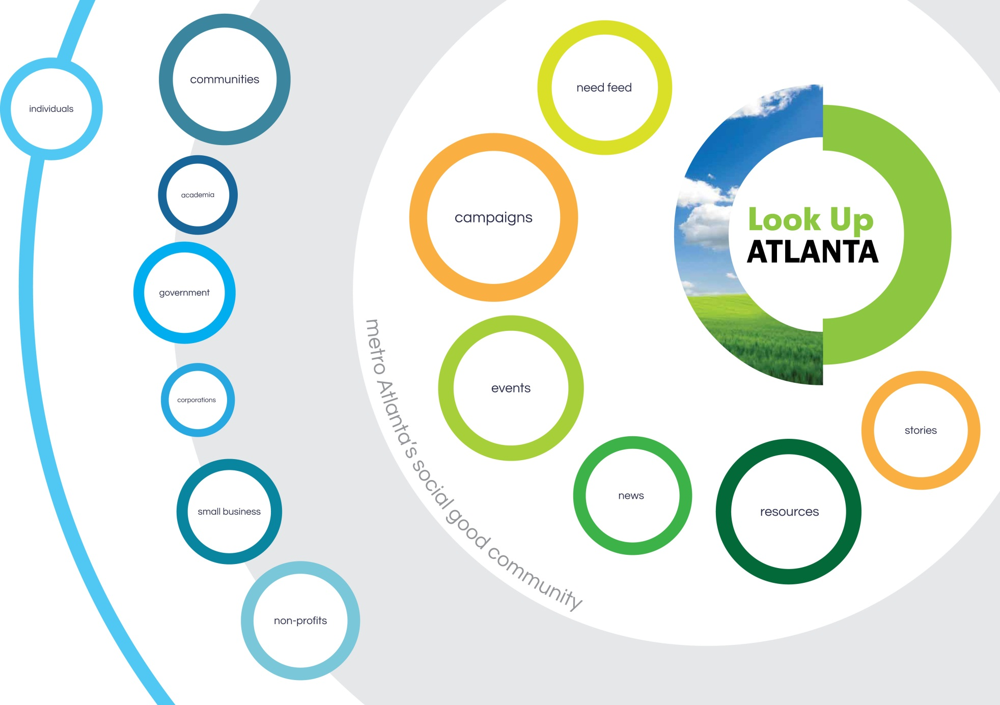 individuals
communities
academia
government
corporations
small business
non-profits
need feed
campaigns
events
news
resources
stories
Look Up
ATLANTA
metro Atlanta's social good community